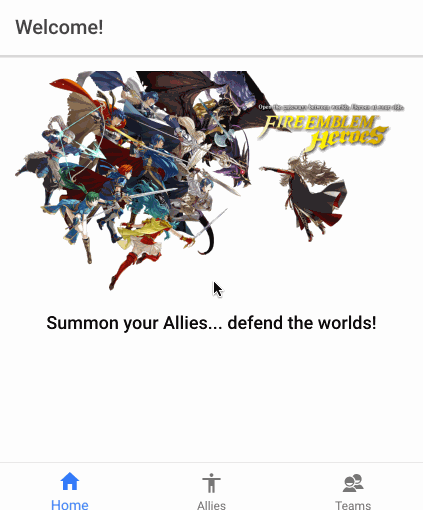 Welcome!
Open the gateways between worlds, Heroes at your side.
FIRE EMBLEM
Heroes
Summon your Allies... defend the worlds!
Home
Allies
Teams